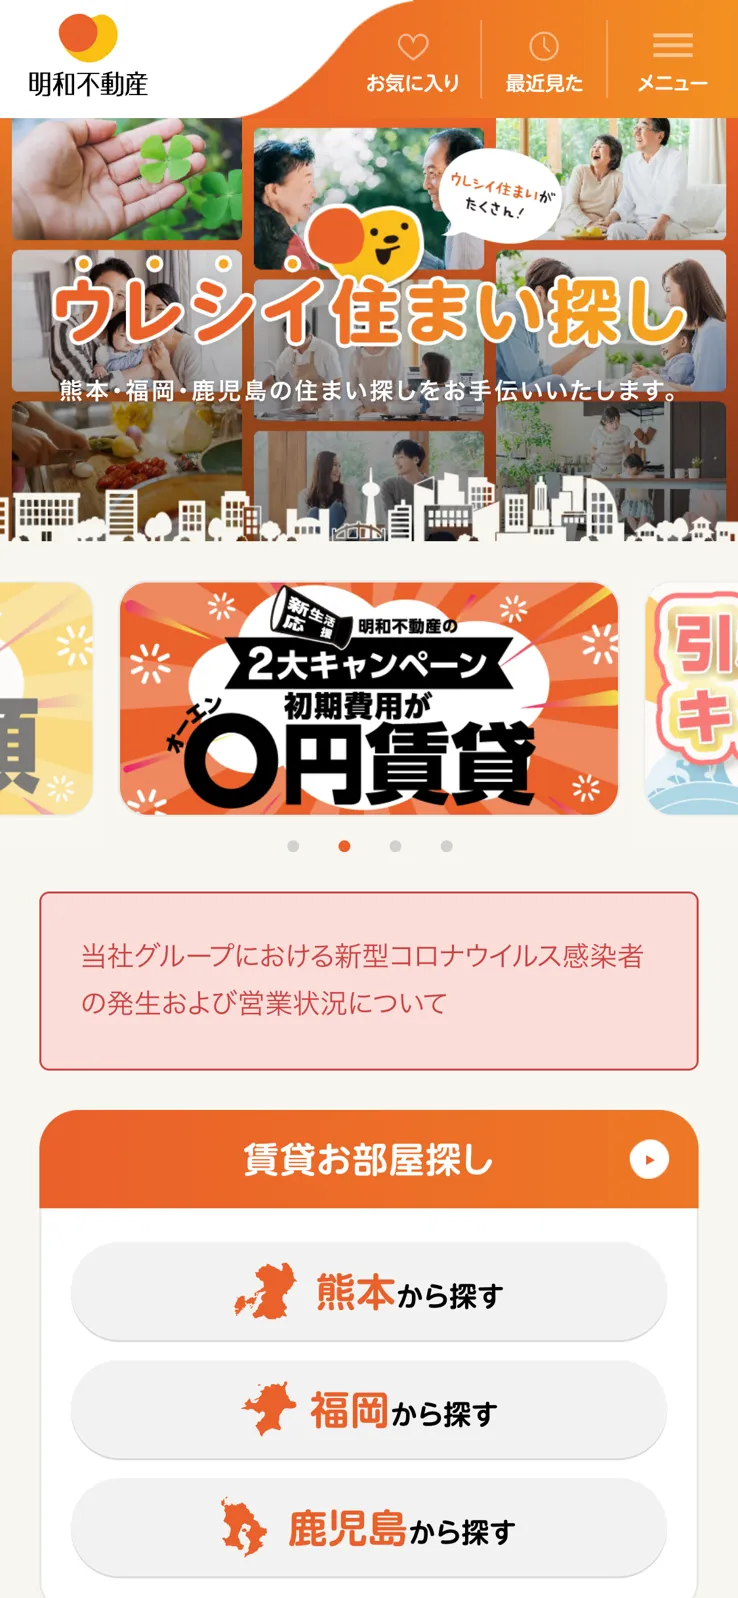 明和不動産
お気に入り
最近見た
メニュー
ウレシイ住まいが
たくさん!
ウレシイ住まい探し
熊本・福岡・鹿児島の住まい探しをお手伝いいたします。
新生活
応援
明和不動産の
2大キャンペーン
初期費用が
オーエン
0円賃貸
額
引
キ
当社グループにおける新型コロナウイルス感染者
の発生および営業状況について
賃貸お部屋探し
熊本から探す
福岡から探す
鹿児島から探す